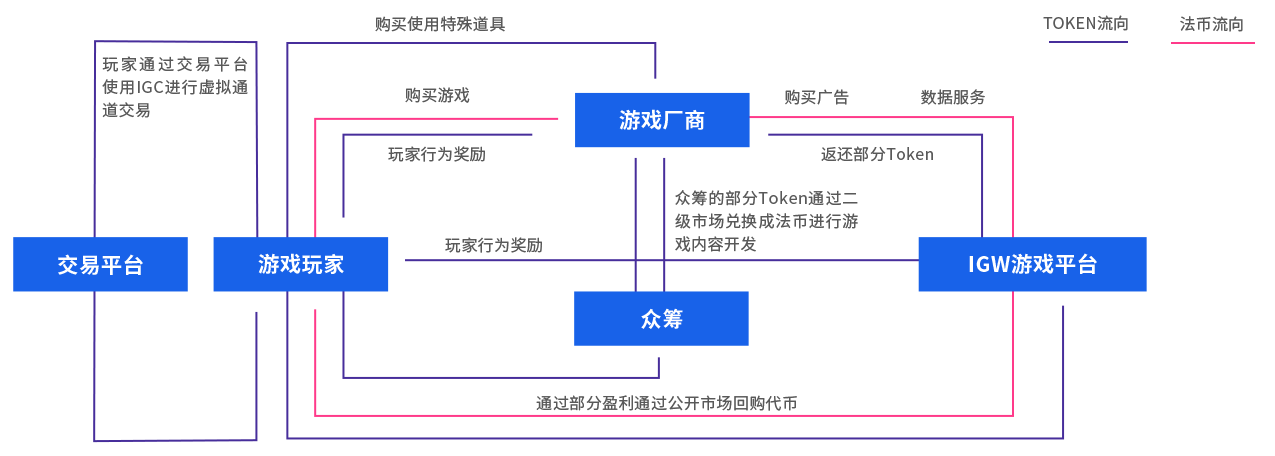 购买使用特殊道具
TOKEN流向
法币流向
玩家通过交易平台
使用IGC进行虚拟通
道交易
购买游戏
购买广告
数据服务
游戏厂商
玩家行为奖励
返还部分Token
众筹的部分Token通过二
级市场兑换成法币进行游
戏内容开发
玩家行为奖励
交易平台
游戏玩家
IGW游戏平台
众筹
通过部分盈利通过公开市场回购代币